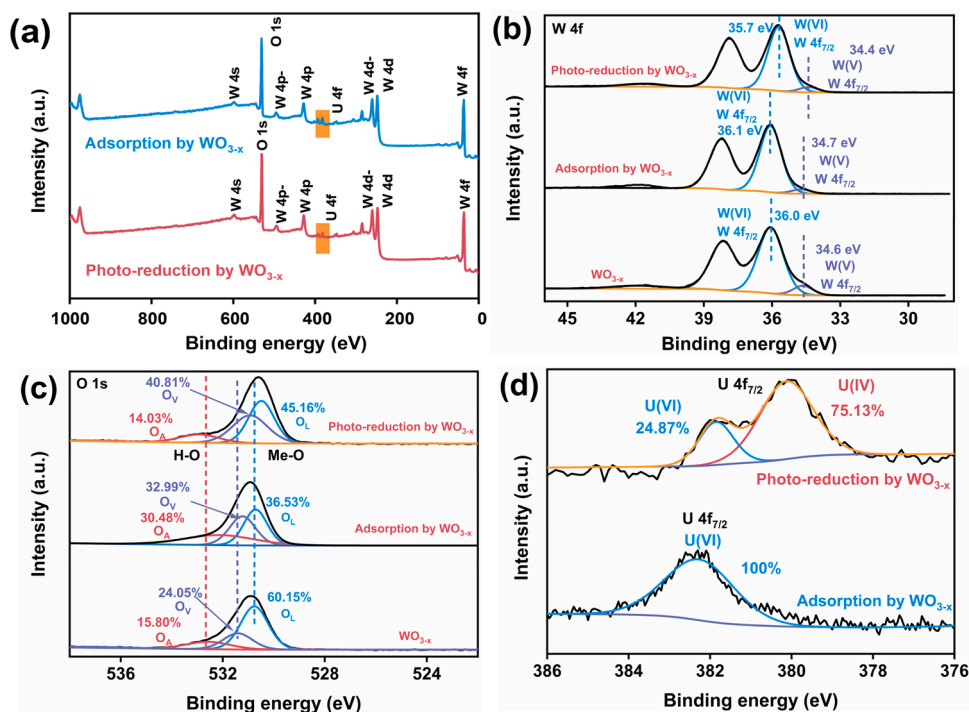 (a)
O 1s
W 4s
W 4p-
W 4p
U 4f
W 4d-
W 4d
W 4f
Adsorption by WO3-x
O 1s
W 4s
W 4p-
W 4p
U 4f
W 4d-
W 4d
W 4f
Photo-reduction by WO3-x
Intensity (a.u.)
1000 800 600 400 200 0
Binding energy (eV)
(b)
W 4f
35.7 eV
W(VI)
W 4f7/2
34.4 eV
W(V)
W 4f7/2
Photo-reduction by WO3-x
W(VI)
W 4f7/2
36.1 eV
34.7 eV
W(V)
W 4f7/2
Adsorption by WO3-x
W(VI)
W 4f7/2
36.0 eV
34.6 eV
W(V)
W 4f7/2
WO3-x
Intensity (a.u.)
45 42 39 36 33 30
Binding energy (eV)
(c)
O 1s
40.81%
OV
14.03%
OA
45.16%
OL
Photo-reduction by WO3-x
H-O
Me-O
32.99%
OV
30.48%
OA
36.53%
OL
Adsorption by WO3-x
24.05%
OV
15.80%
OA
60.15%
OL
WO3-x
Intensity (a.u.)
536 532 528 524
Binding energy (eV)
(d)
U 4f7/2
U(VI)
24.87%
U(IV)
75.13%
Photo-reduction by WO3-x
U 4f7/2
U(VI)
100%
Adsorption by WO3-x
Intensity (a.u.)
386 384 382 380 378 376
Binding energy (eV)